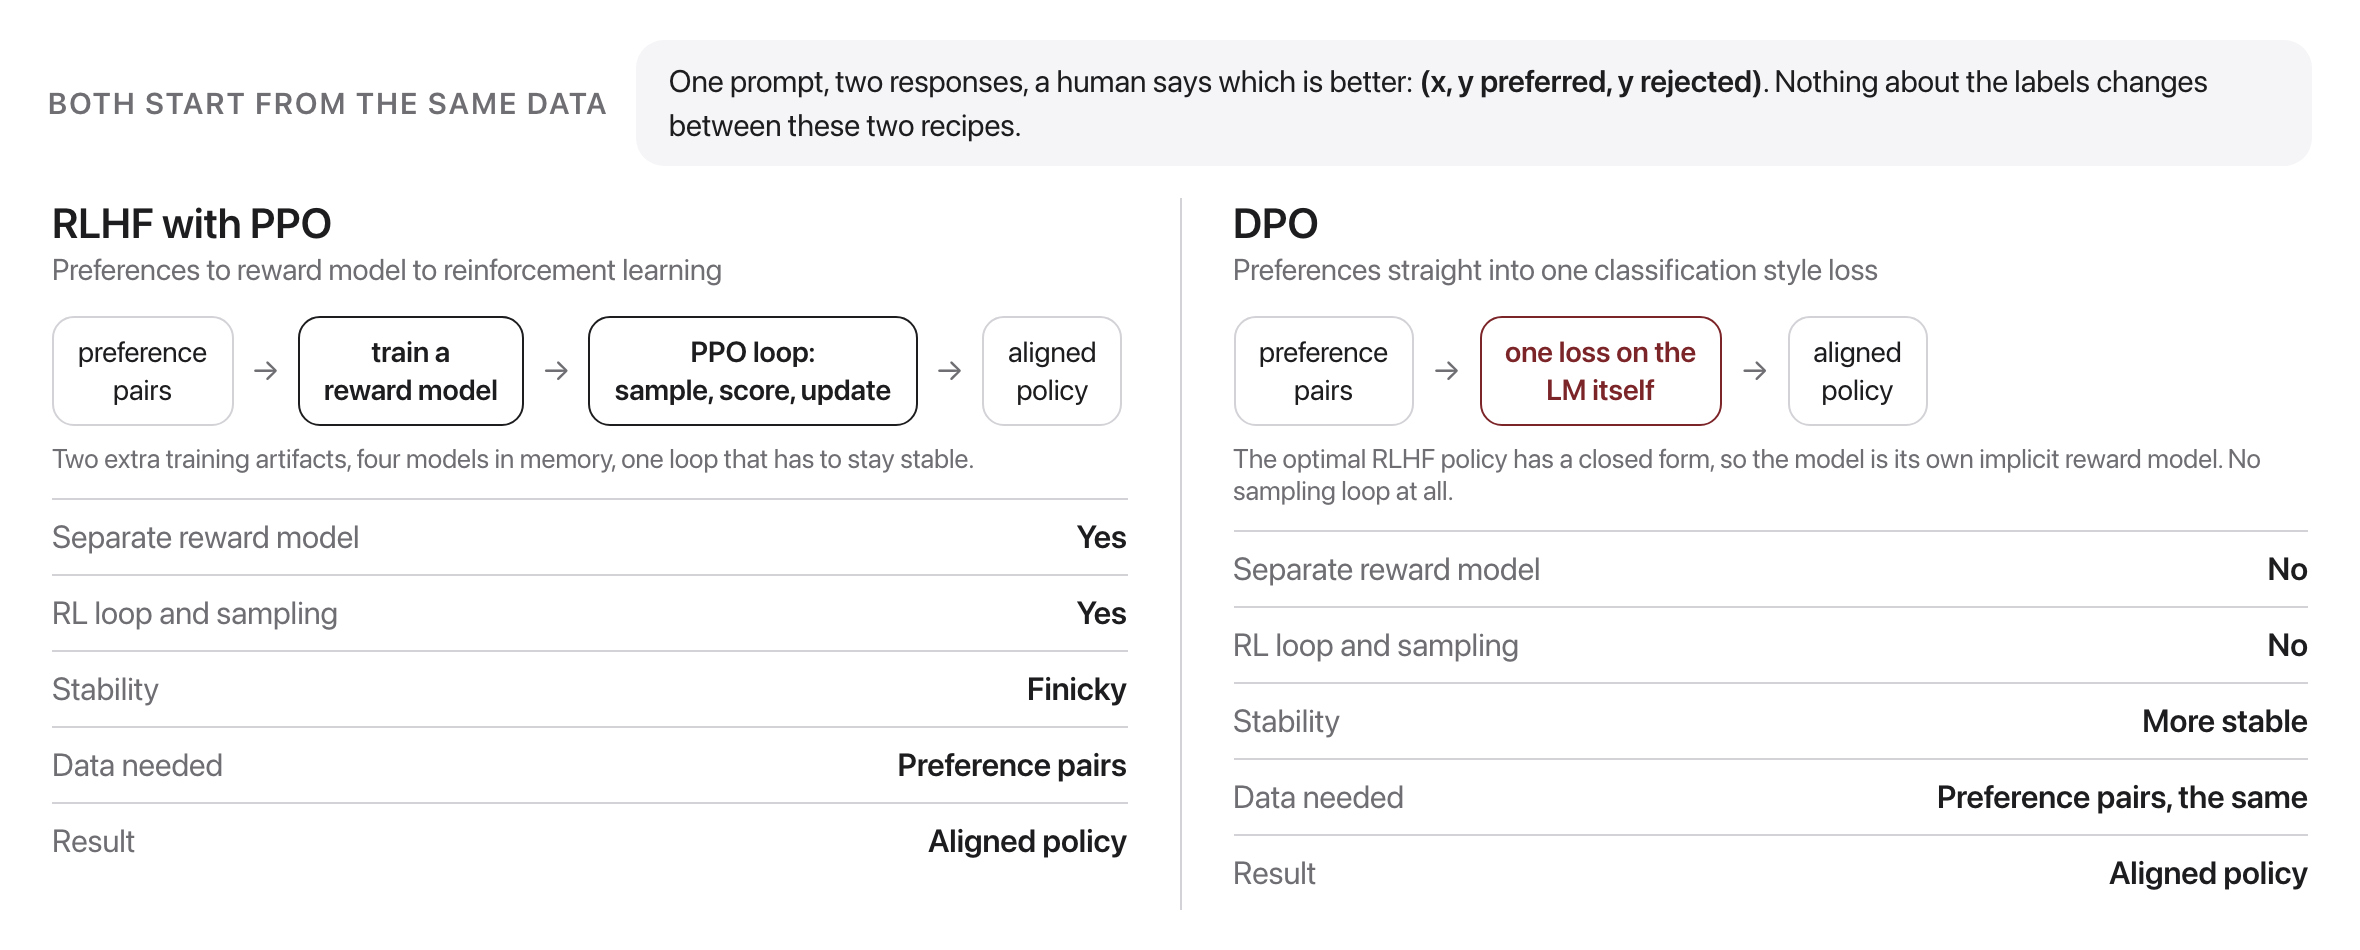 BOTH START FROM THE SAME DATA
One prompt, two responses, a human says which is better: (x, y preferred, y rejected). Nothing about the labels changes
between these two recipes.
RLHF with PPO
Preferences to reward model to reinforcement learning
preference
pairs
→
train a
reward model
→
PPO loop:
sample, score, update
→
aligned
policy
Two extra training artifacts, four models in memory, one loop that has to stay stable.
Separate reward model Yes
RL loop and sampling Yes
Stability Finicky
Data needed Preference pairs
Result Aligned policy
DPO
Preferences straight into one classification style loss
preference
pairs
→
one loss on the
LM itself
→
aligned
policy
The optimal RLHF policy has a closed form, so the model is its own implicit reward model. No
sampling loop at all.
Separate reward model No
RL loop and sampling No
Stability More stable
Data needed Preference pairs, the same
Result Aligned policy